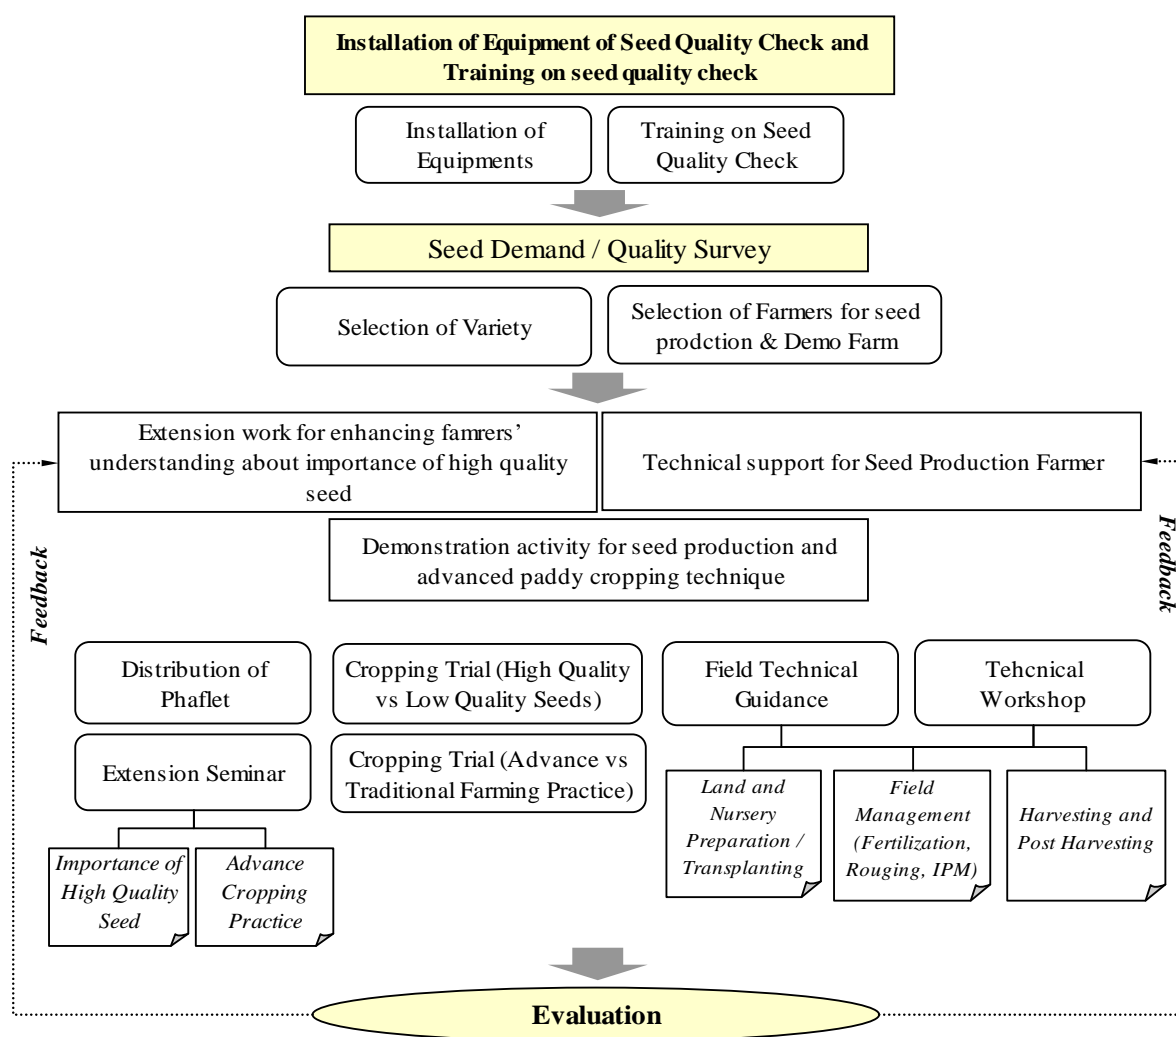 Installation of Equipment of Seed Quality Check and
Training on seed quality check
Installation of
Equipments
Training on Seed
Quality Check
Seed Demand / Quality Survey
Selection of Variety
Selection of Farmers for seed
prodction & Demo Farm
Extension work for enhancing famrers’
understanding about importance of high quality
seed
Technical support for Seed Production Farmer
Demonstration activity for seed production and
advanced paddy cropping technique
Feedback
Feedback
Distribution of
Phaflet
Cropping Trial (High Quality
vs Low Quality Seeds)
Field Technical
Guidance
Tehcnical
Workshop
Extension Seminar
Cropping Trial (Advance vs
Traditional Farming Practice)
Land and
Nursery
Preparation /
Transplanting
Field
Management
(Fertilization,
Rouging, IPM)
Harvesting and
Post Harvesting
Importance of
High Quality
Seed
Advance
Cropping
Practice
Evaluation